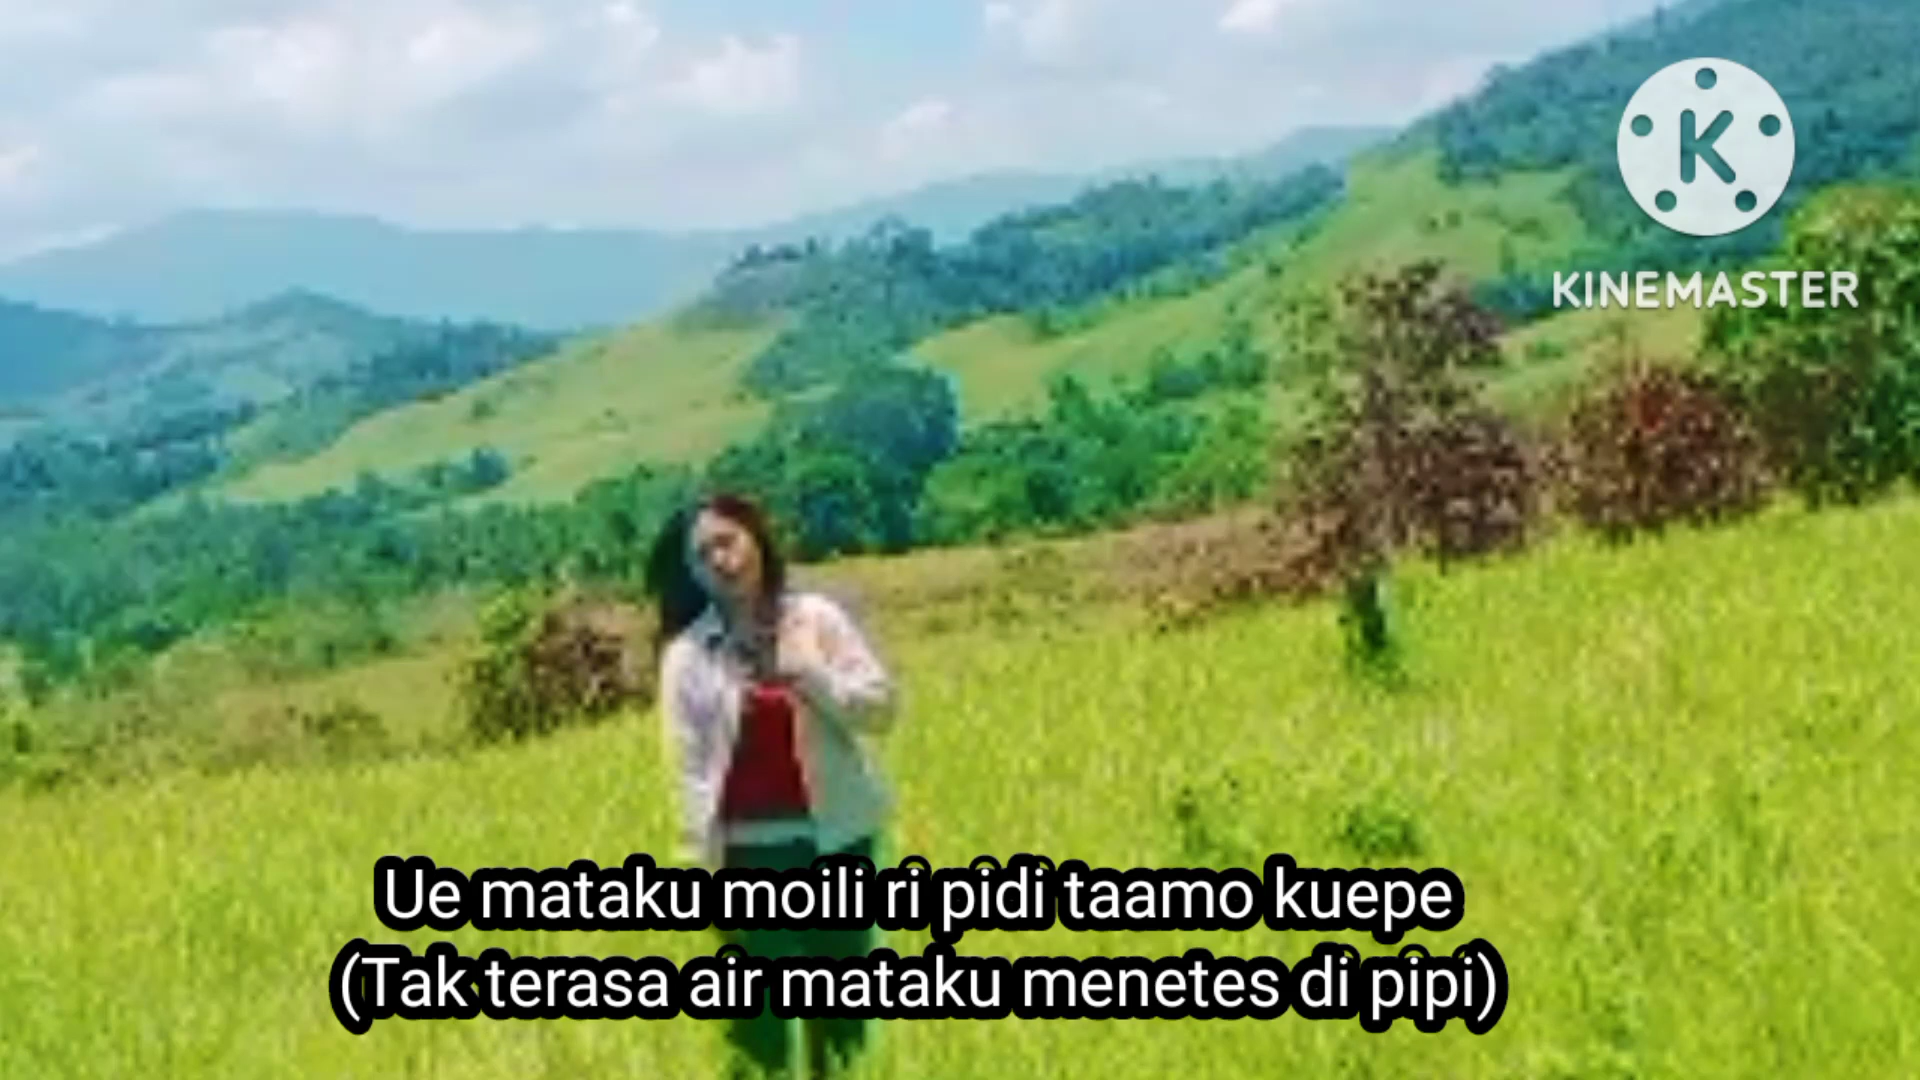 K
KINEMASTER
Ue mataku moili ri pidi taamo kuepe
(Tak terasa air mataku menetes di pipi)